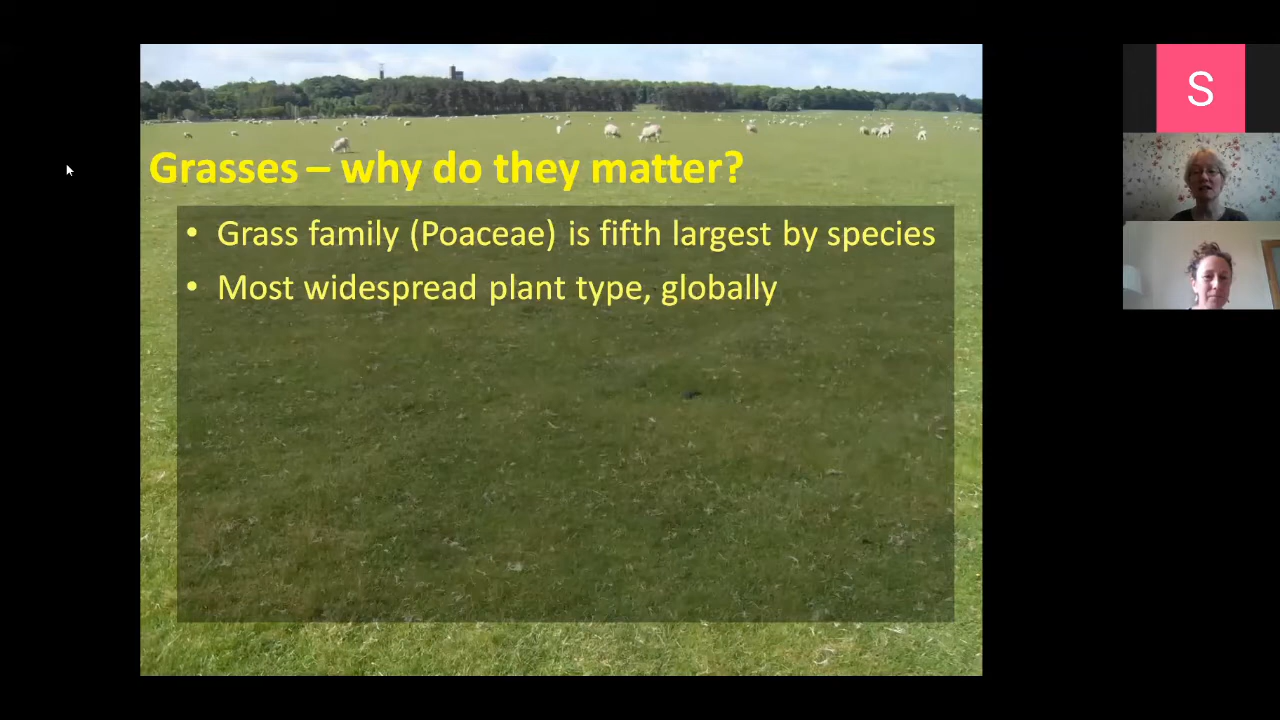 Grasses – why do they matter?
• Grass family (Poaceae) is fifth largest by species
• Most widespread plant type, globally
S